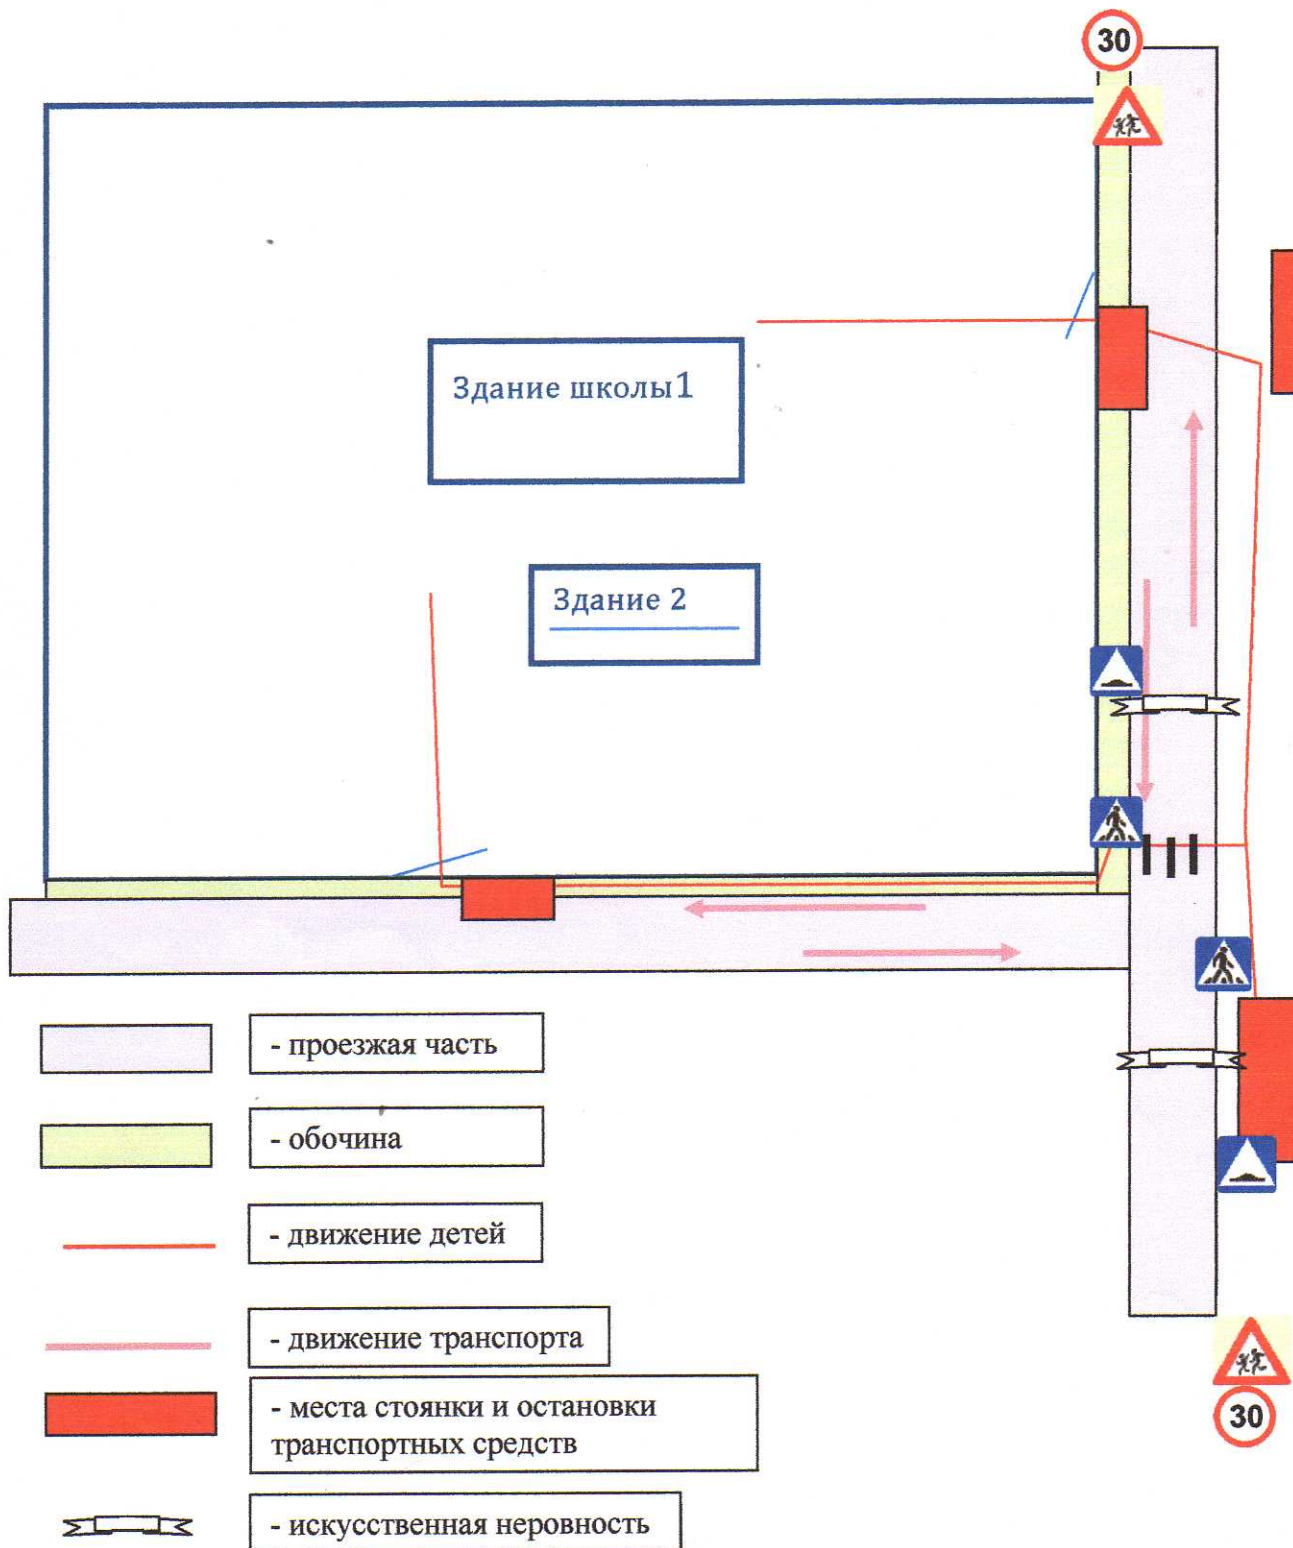 30
Здание школы1
Здание 2
- проезжая часть
- обочина
- движение детей
- движение транспорта
- места стоянки и остановки
транспортных средств
30
- искусственная неровность